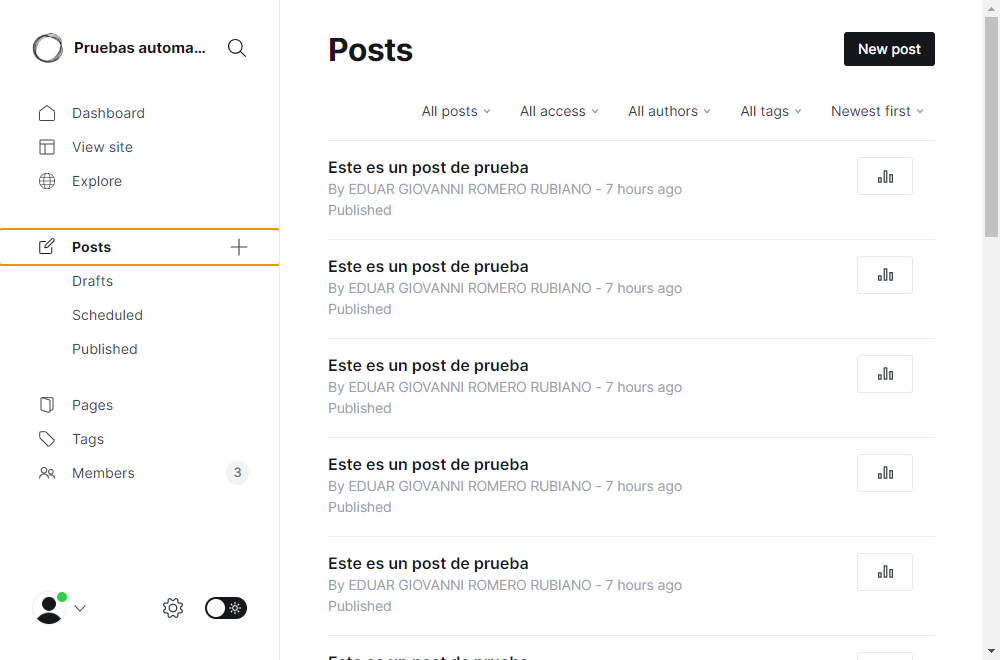 Pruebas automa...
Dashboard
View site
Explore
Posts
Drafts
Scheduled
Published
Pages
Tags
Members
3
Posts
New post
All posts
All access
All authors
All tags
Newest first
Este es un post de prueba
By EDUAR GIOVANNI ROMERO RUBIANO - 7 hours ago
Published
Este es un post de prueba
By EDUAR GIOVANNI ROMERO RUBIANO - 7 hours ago
Published
Este es un post de prueba
By EDUAR GIOVANNI ROMERO RUBIANO - 7 hours ago
Published
Este es un post de prueba
By EDUAR GIOVANNI ROMERO RUBIANO - 7 hours ago
Published
Este es un post de prueba
By EDUAR GIOVANNI ROMERO RUBIANO - 7 hours ago
Published